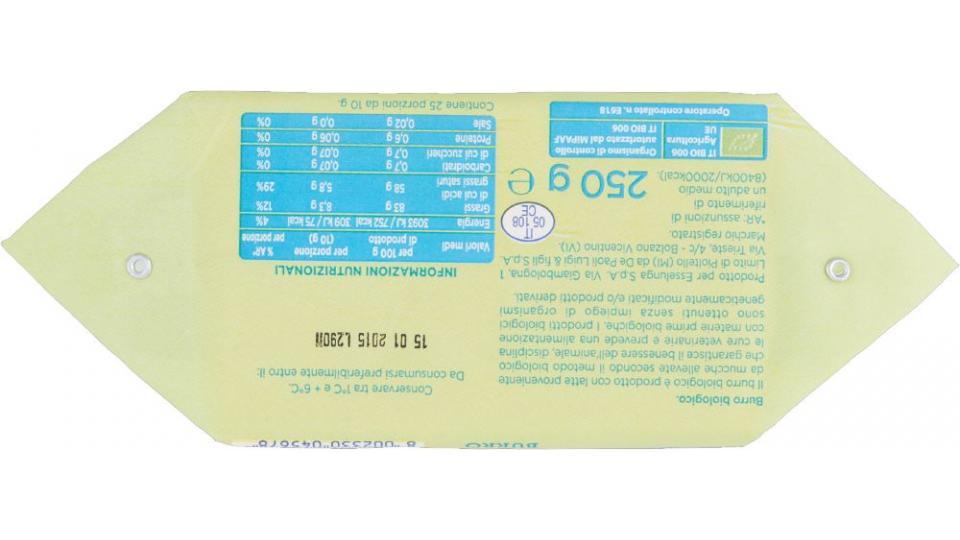 BURRO
8 002330 045678
Burro biologico.
Il burro biologico è prodotto con latte proveniente
da mucche allevate secondo il metodo biologico
che garantisce il benessere dell'animale, disciplina
le cure veterinarie e prevede una alimentazione
con materie prime biologiche. I prodotti biologici
sono ottenuti senza impiego di organismi
geneticamente modificati e/o prodotti derivati.
Prodotto per Esselunga S.p.A. Via Giambologna, 1
Limito di Pioltello (MI) da De Paoli Luigi & figli S.p.A.
Via Trieste, 4/c - Bolzano Vicentino (VI).
Marchio registrato.
*AR: assunzioni di
riferimento di
un adulto medio
(8400kJ/2000kcal).
IT
05 108
CE
250 g e
IT BIO 006
Agricoltura
UE
Organismo di controllo
autorizzato dal MIPAAF
IT BIO 006
Operatore controllato n. E618
Conservare tra 1°C e + 6°C.
Da consumarsi preferibilmente entro il:
15 01 2015 L290W
INFORMAZIONI NUTRIZIONALI
Valori medi per 100 g di prodotto per porzione (10 g) % AR* per porzione
Energia 3093 kJ / 752 kcal 309 kJ / 75 kcal 4%
Grassi 83 g 8,3 g 12%
di cui acidi
grassi saturi 58 g 5,8 g 29%
Carboidrati 0,7 g 0,07 g 0%
di cui zuccheri 0,7 g 0,07 g 0%
Proteine 0,6 g 0,06 g 0%
Sale 0,02 g 0,0 g 0%
Contiene 25 porzioni da 10 g.